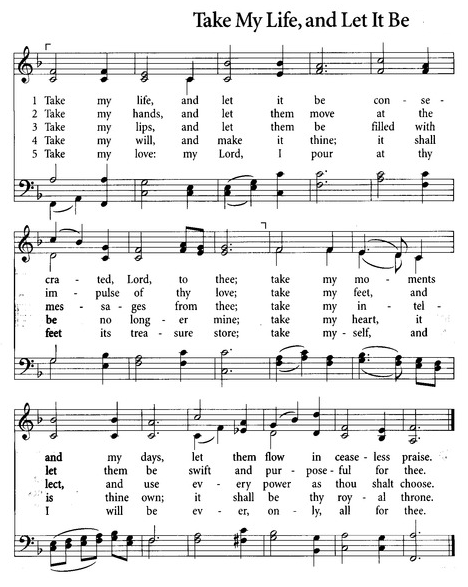 Take My Life, and Let It Be
1 Take my life, and let it be con - se -
2 Take my hands, and let them move at the
3 Take my lips, and let them be filled with
4 Take my will, and make it thine; it shall
5 Take my love: my Lord, I pour at thy
cra - ted, Lord, to thee; take my mo - ments
im - pulse of thy love; take my feet, and
mes - sa - ges from thee; take my in - tel -
be no long - er mine; take my heart, it
feet its trea - sure store; take my - self, and
and my days, let them flow in cease - less praise.
let them be swift and pur - pose - ful for thee.
lect, and use ev - ery power as thou shalt choose.
is thine own; it shall be thy roy - al throne.
I will be ev - er, on - ly, all for thee.